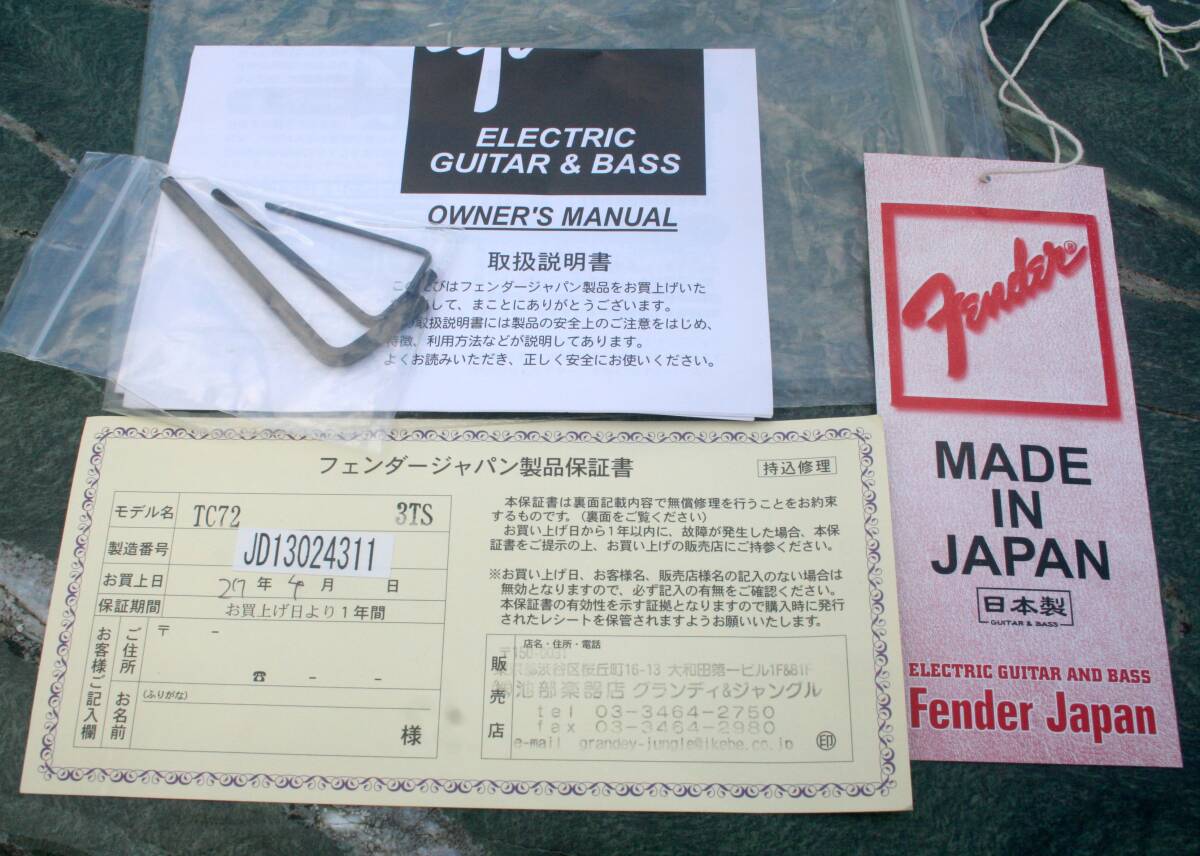 ELECTRIC
GUITAR & BASS
OWNER'S MANUAL
取扱説明書
はフェンダージャパン製品をお買上げいた
して、まことにありがとうございます。
取扱説明書には製品の安全上のご注意をはじめ、
特徴、利用方法などが説明してあります。
よくお読みいただき、正しく安全にお使いください。
Fender®
MADE
IN
JAPAN
日本製
GUITAR & BASS
ELECTRIC GUITAR AND BASS
Fender Japan
フェンダージャパン製品保証書
持込修理
モデル名 TC72 3TS
製造番号 JD13024311
お買上日 年 4 月 日
保証期間 お買上げ日より1年間
お客様ご記入欄
ご住所 〒 -
☎ - -
お名前 (ふりがな)
様
本保証書は裏面記載内容で無償修理を行うことをお約束
するものです。(裏面をご覧ください)
お買い上げ日から1年以内に、故障が発生した場合、本保
証書をご提示の上、お買い上げの販売店にご持参ください。
※お買い上げ日、お客様名、販売店様名の記入のない場合は
無効となりますので、必ず記入の有無をご確認ください。
本保証書の有効性を示す証拠となりますので購入時に発行
されたレシートを保管されますようお願いいたします。
販売店
店名・住所・電話
〒150-0031
渋谷区桜丘町16-13 大和田第一ビル1F&B1F
㈱池部楽器店 グランディ&ジャングル
tel 03-3464-2750
fax 03-3464-2980
e-mail grandey-jungle@ikebe.co.jp
印